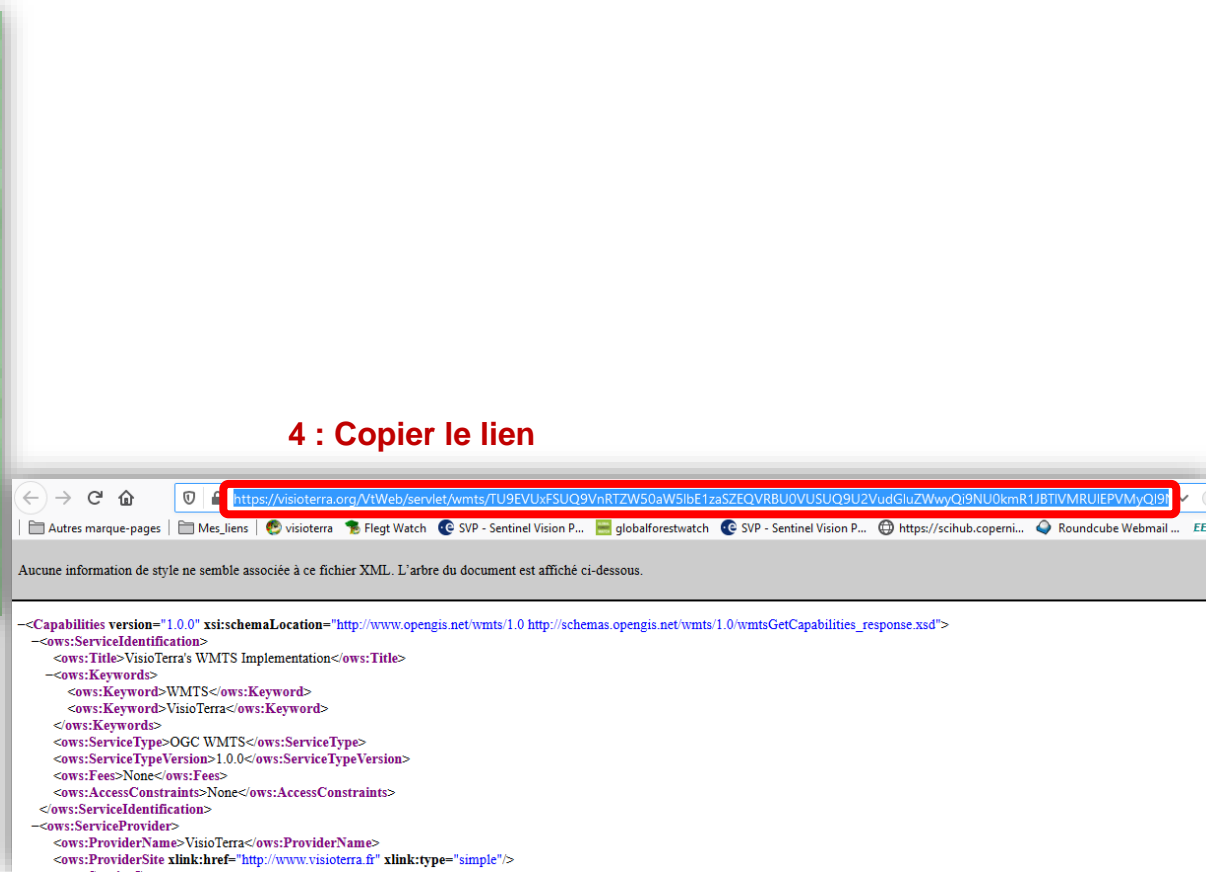 4 : Copier le lien
https://visioterra.org/VtWeb/servlet/wmts/TU9EVUxFSUQ9VnRTZW50aW5lbE1zaSZEQVRBU0VUSUQ9U2VudGluZWwyQi9NU0kmR1JBTlVMRUlEPVMyQl9N
Autres marque-pages Mes_liens visioterra Flegt Watch SVP - Sentinel Vision P... globalforestwatch SVP - Sentinel Vision P... https://scihub.coperni... Roundcube Webmail ...
Aucune information de style ne semble associée à ce fichier XML. L'arbre du document est affiché ci-dessous.
−<Capabilities version="1.0.0" xsi:schemaLocation="http://www.opengis.net/wmts/1.0 http://schemas.opengis.net/wmts/1.0/wmtsGetCapabilities_response.xsd">
−<ows:ServiceIdentification>
<ows:Title>VisioTerra's WMTS Implementation</ows:Title>
−<ows:Keywords>
<ows:Keyword>WMTS</ows:Keyword>
<ows:Keyword>VisioTerra</ows:Keyword>
</ows:Keywords>
<ows:ServiceType>OGC WMTS</ows:ServiceType>
<ows:ServiceTypeVersion>1.0.0</ows:ServiceTypeVersion>
<ows:Fees>None</ows:Fees>
<ows:AccessConstraints>None</ows:AccessConstraints>
</ows:ServiceIdentification>
−<ows:ServiceProvider>
<ows:ProviderName>VisioTerra</ows:ProviderName>
<ows:ProviderSite xlink:href="http://www.visioterra.fr" xlink:type="simple"/>